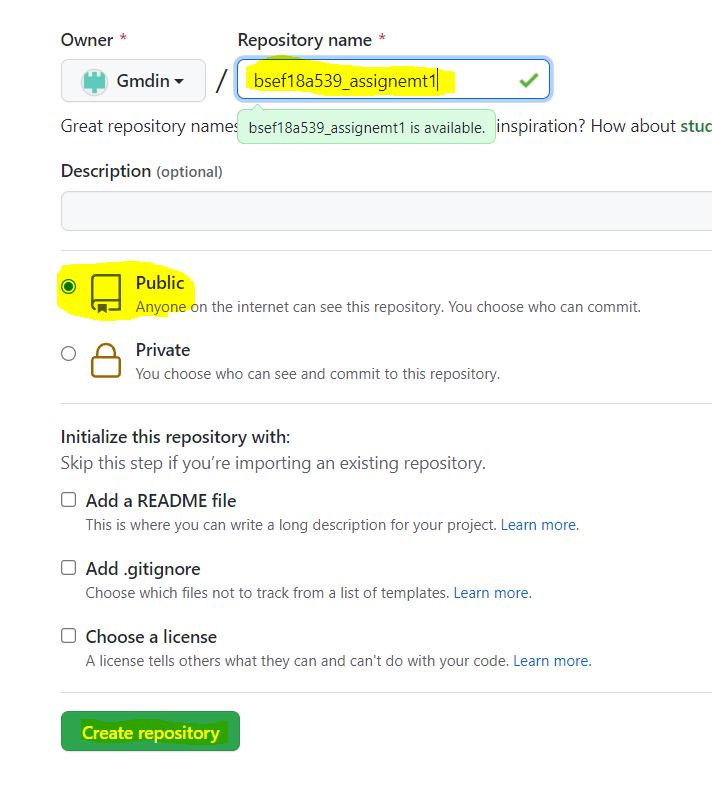 Owner *
Repository name *
Gmdin
/
bsef18a539_assignemt1
Great repository names
bsef18a539_assignemt1 is available.
inspiration? How about stud
Description (optional)
Public
Anyone on the internet can see this repository. You choose who can commit.
Private
You choose who can see and commit to this repository.
Initialize this repository with:
Skip this step if you’re importing an existing repository.
Add a README file
This is where you can write a long description for your project. Learn more.
Add .gitignore
Choose which files not to track from a list of templates. Learn more.
Choose a license
A license tells others what they can and can't do with your code. Learn more.
Create repository